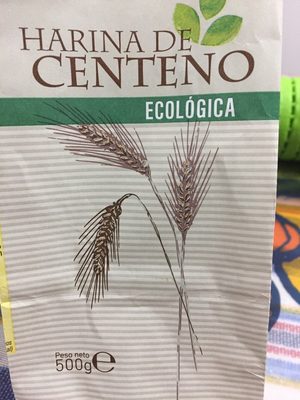 HARINA DE
CENTENO
ECOLÓGICA
Peso neto
500g℮